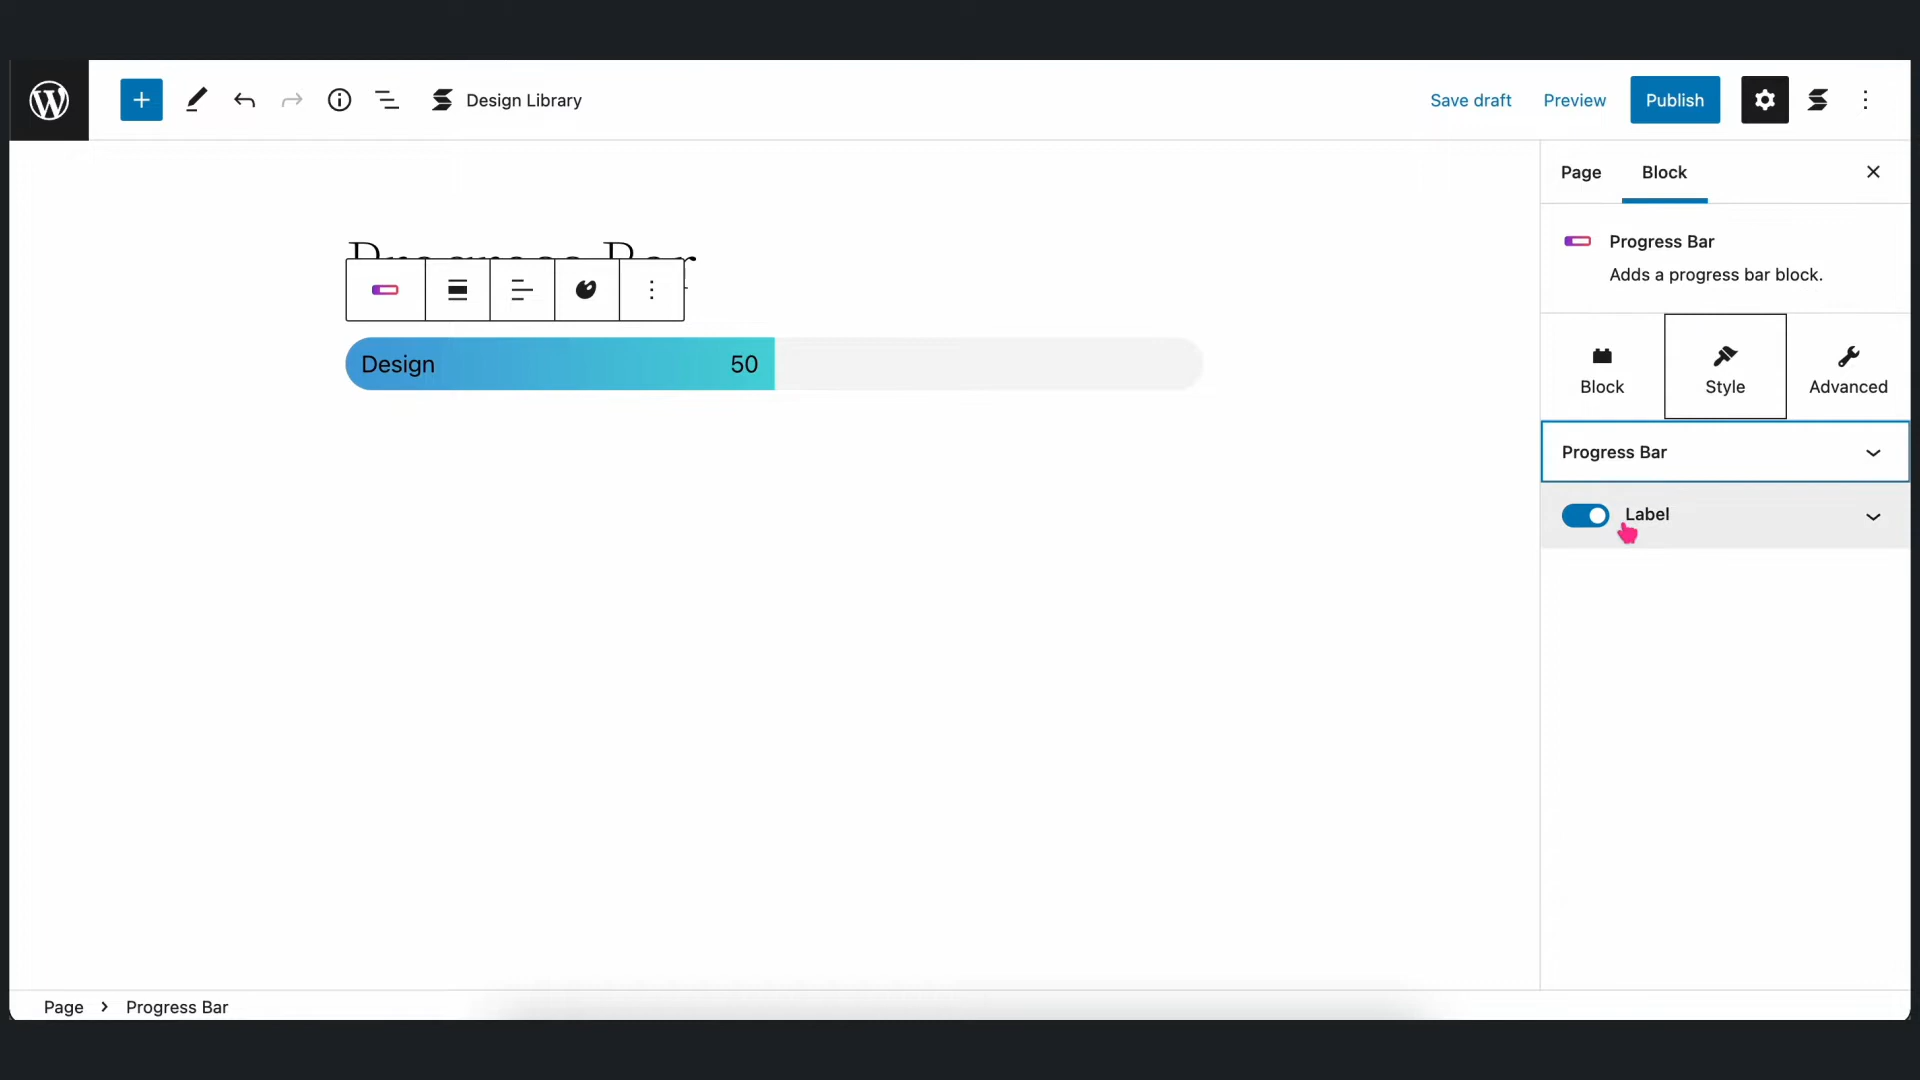 Design Library
Save draft
Preview
Publish
Page
Block
Progress Bar
Adds a progress bar block.
Design
50
Block
Style
Advanced
Progress Bar
Label
Page
Progress Bar